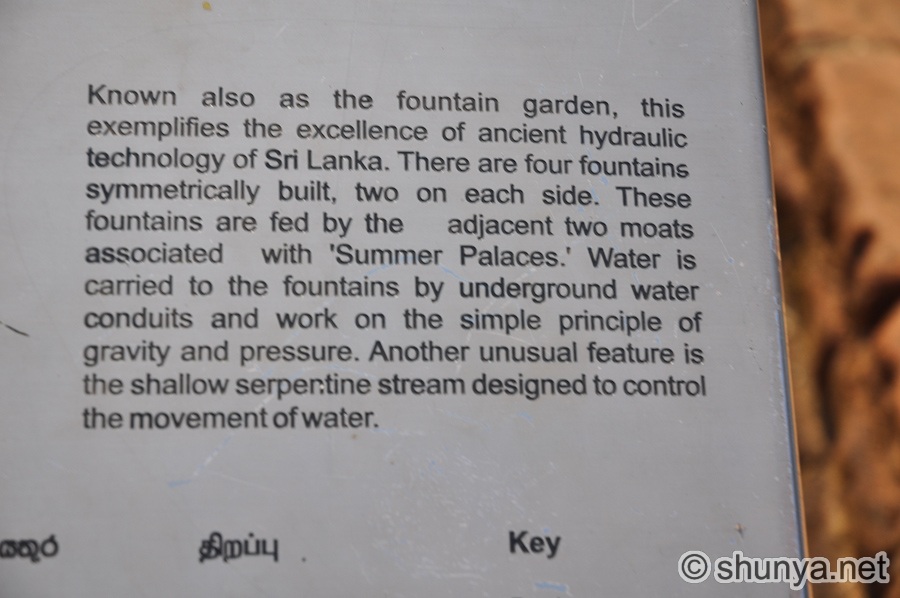 Known also as the fountain garden, this
exemplifies the excellence of ancient hydraulic
technology of Sri Lanka. There are four fountains
symmetrically built, two on each side. These
fountains are fed by the adjacent two moats
associated with 'Summer Palaces.' Water is
carried to the fountains by underground water
conduits and work on the simple principle of
gravity and pressure. Another unusual feature is
the shallow serpentine stream designed to control
the movement of water.
திறப்பு Key
© shunya.net